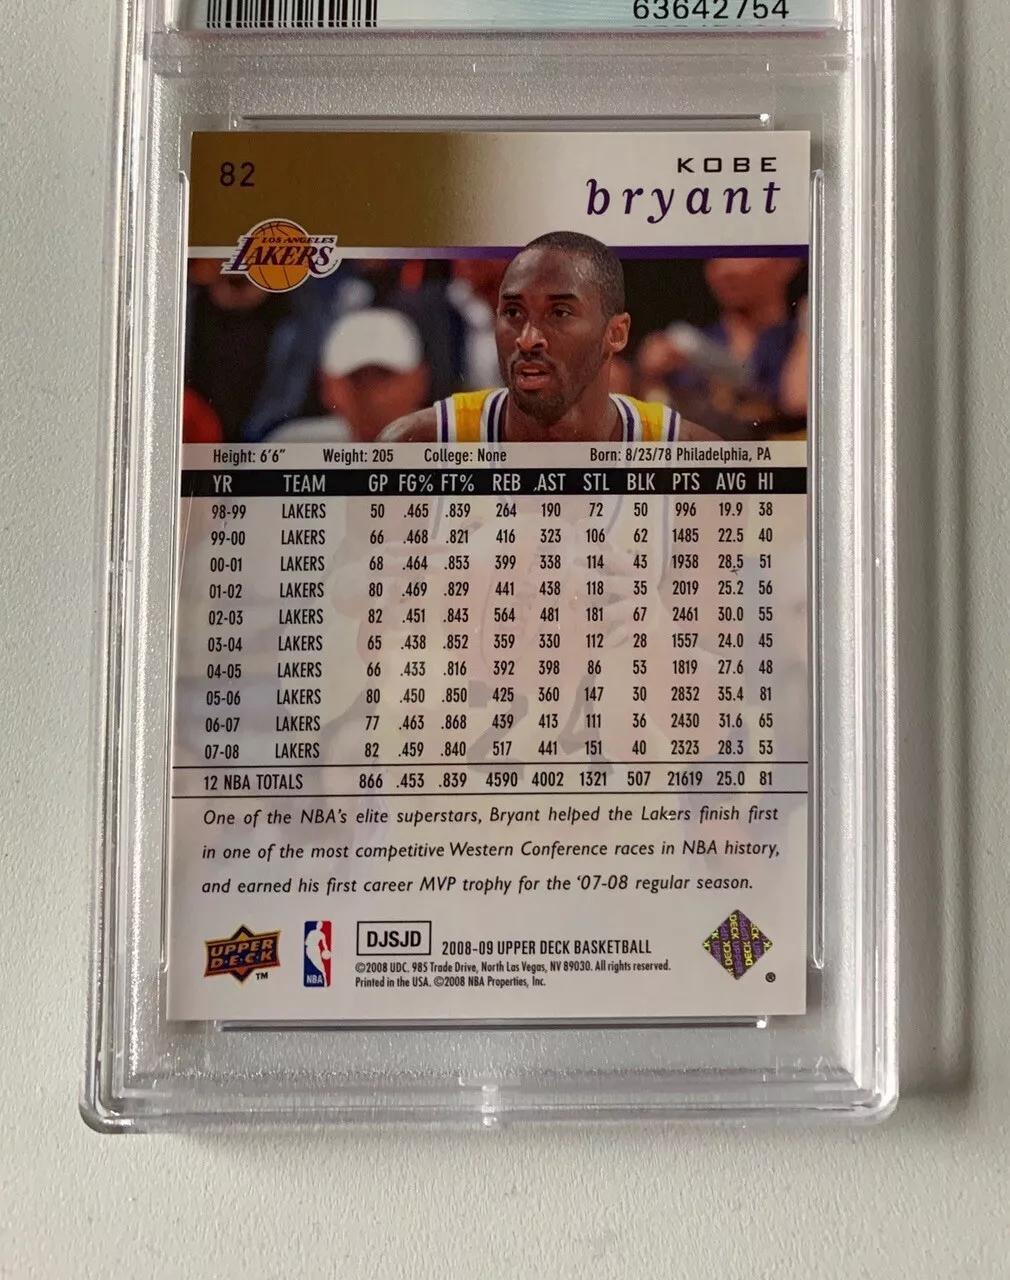 63642754
82
KOBE
bryant
LOS ANGELES
LAKERS
Height: 6'6" Weight: 205 College: None Born: 8/23/78 Philadelphia, PA
YR TEAM GP FG% FT% REB AST STL BLK PTS AVG HI
98-99 LAKERS 50 .465 .839 264 190 72 50 996 19.9 38
99-00 LAKERS 66 .468 .821 416 323 106 62 1485 22.5 40
00-01 LAKERS 68 .464 .853 399 338 114 43 1938 28.5 51
01-02 LAKERS 80 .469 .829 441 438 118 35 2019 25.2 56
02-03 LAKERS 82 .451 .843 564 481 181 67 2461 30.0 55
03-04 LAKERS 65 .438 .852 359 330 112 28 1557 24.0 45
04-05 LAKERS 66 .433 .816 392 398 86 53 1819 27.6 48
05-06 LAKERS 80 .450 .850 425 360 147 30 2832 35.4 81
06-07 LAKERS 77 .463 .868 439 413 111 36 2430 31.6 65
07-08 LAKERS 82 .459 .840 517 441 151 40 2323 28.3 53
12 NBA TOTALS 866 .453 .839 4590 4002 1321 507 21619 25.0 81
One of the NBA's elite superstars, Bryant helped the Lakers finish first
in one of the most competitive Western Conference races in NBA history,
and earned his first career MVP trophy for the '07-08 regular season.
UPPER
DECK
TM
NBA
DJSJD
2008-09 UPPER DECK BASKETBALL
©2008 UDC. 985 Trade Drive, North Las Vegas, NV 89030. All rights reserved.
Printed in the USA. ©2008 NBA Properties, Inc.
®